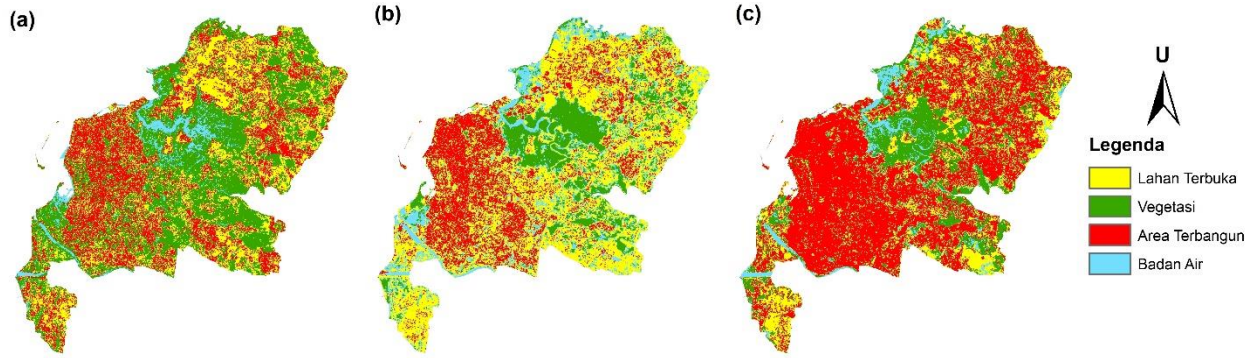 (a)
(b)
(c)
U
Legenda
Lahan Terbuka
Vegetasi
Area Terbangun
Badan Air